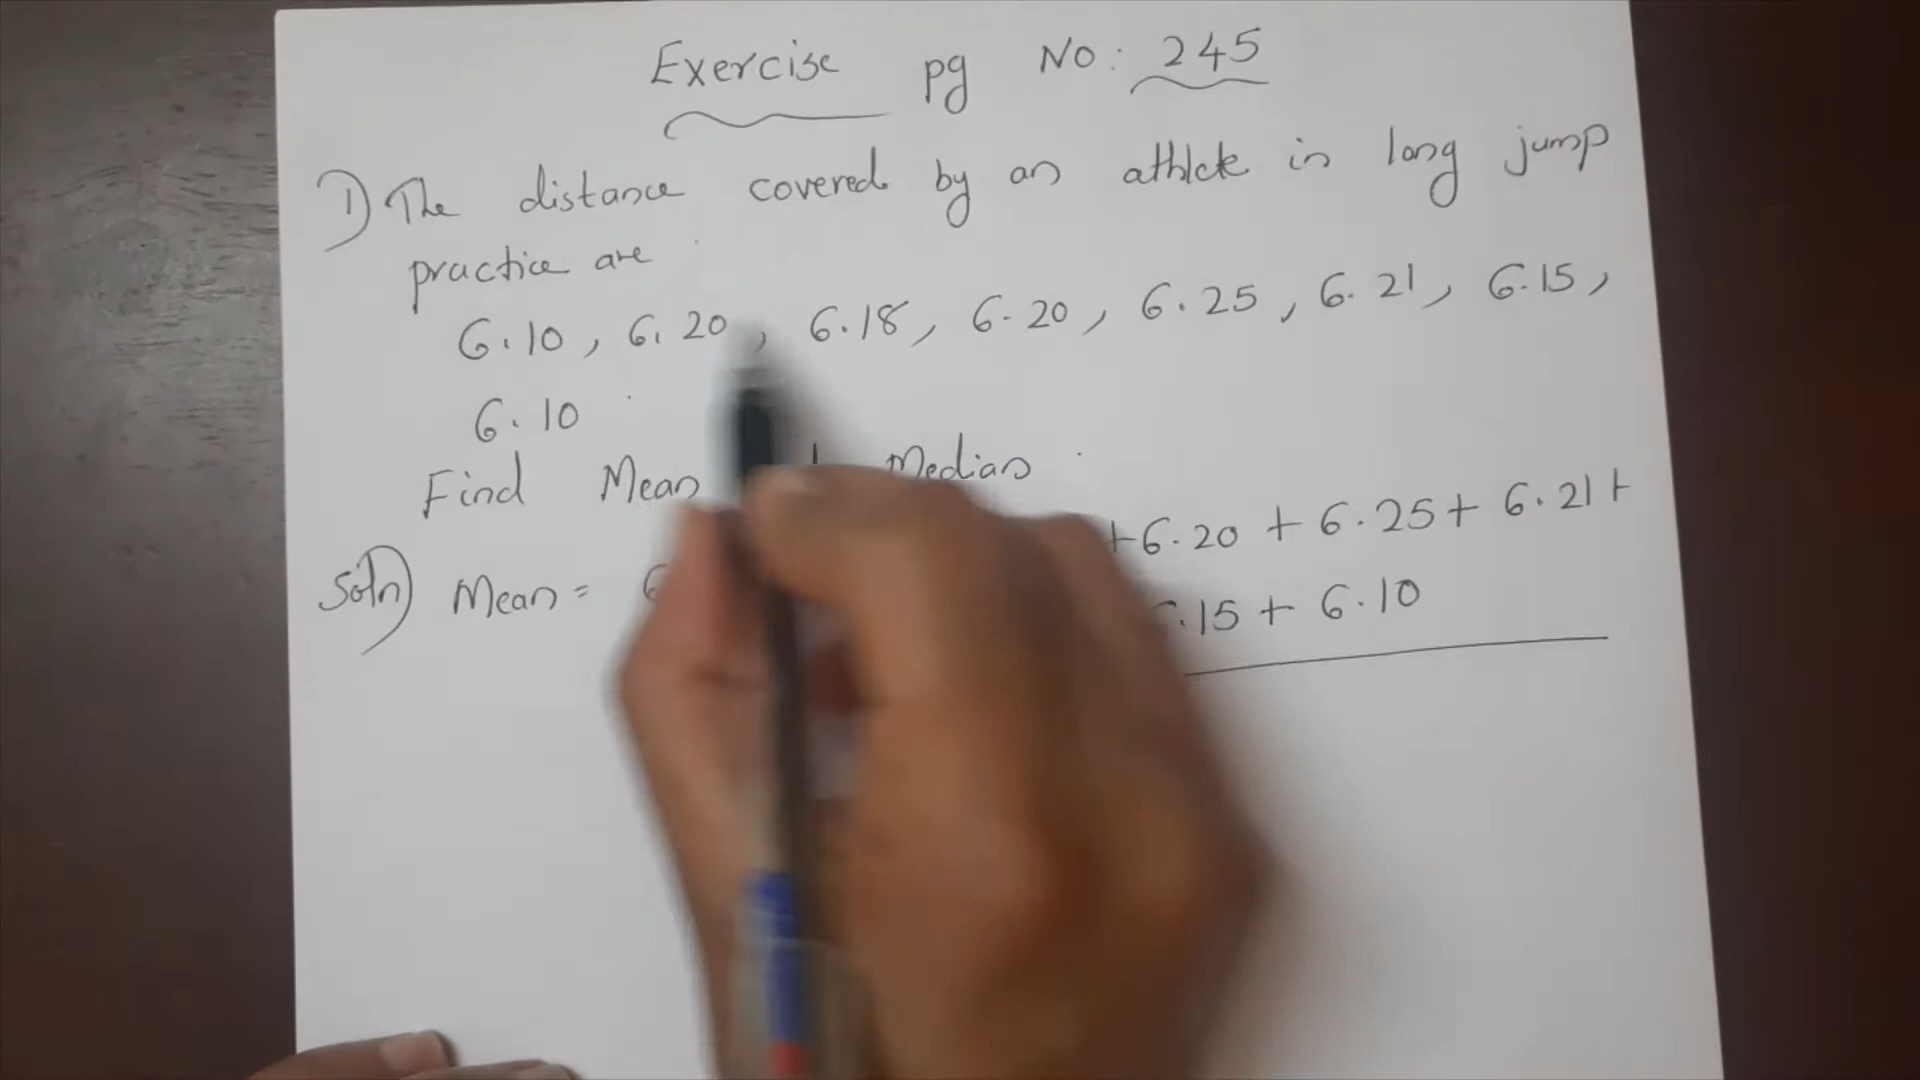 Exercise pg No: 245
1) The distance covered by an athlete in long jump
practice are
6.10, 6.20, 6.18, 6.20, 6.25, 6.21, 6.15,
6.10
Find Mean Median
+6.20 + 6.25 + 6.21 +
Soln) Mean = .15 + 6.10